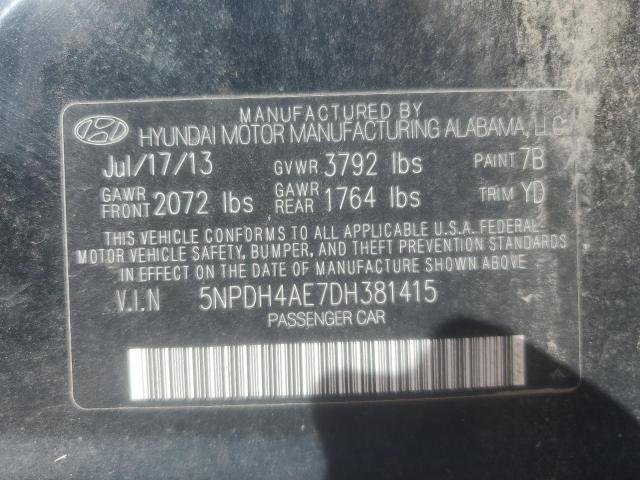 MANUFACTURED BY
HYUNDAI MOTOR MANUFACTURING ALABAMA, LLC
Jul/17/13 GVWR 3792 lbs PAINT 7B
GAWR FRONT 2072 lbs GAWR REAR 1764 lbs TRIM YD
THIS VEHICLE CONFORMS TO ALL APPLICABLE U.S.A. FEDERAL
MOTOR VEHICLE SAFETY, BUMPER, AND THEFT PREVENTION STANDARDS
IN EFFECT ON THE DATE OF MANUFACTURE SHOWN ABOVE.
V.I.N 5NPDH4AE7DH381415
PASSENGER CAR